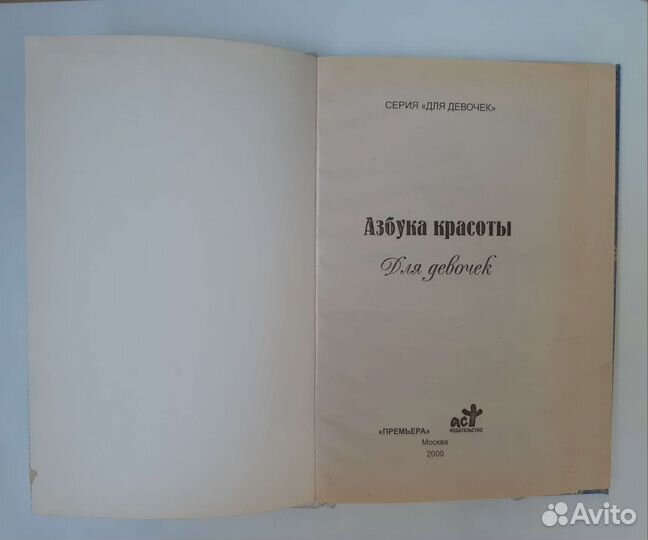 СЕРИЯ «ДЛЯ ДЕВОЧЕК»
Азбука красоты
Для девочек
«ПРЕМЬЕРА»
аст
ИЗДАТЕЛЬСТВО
Москва
2000
Avito